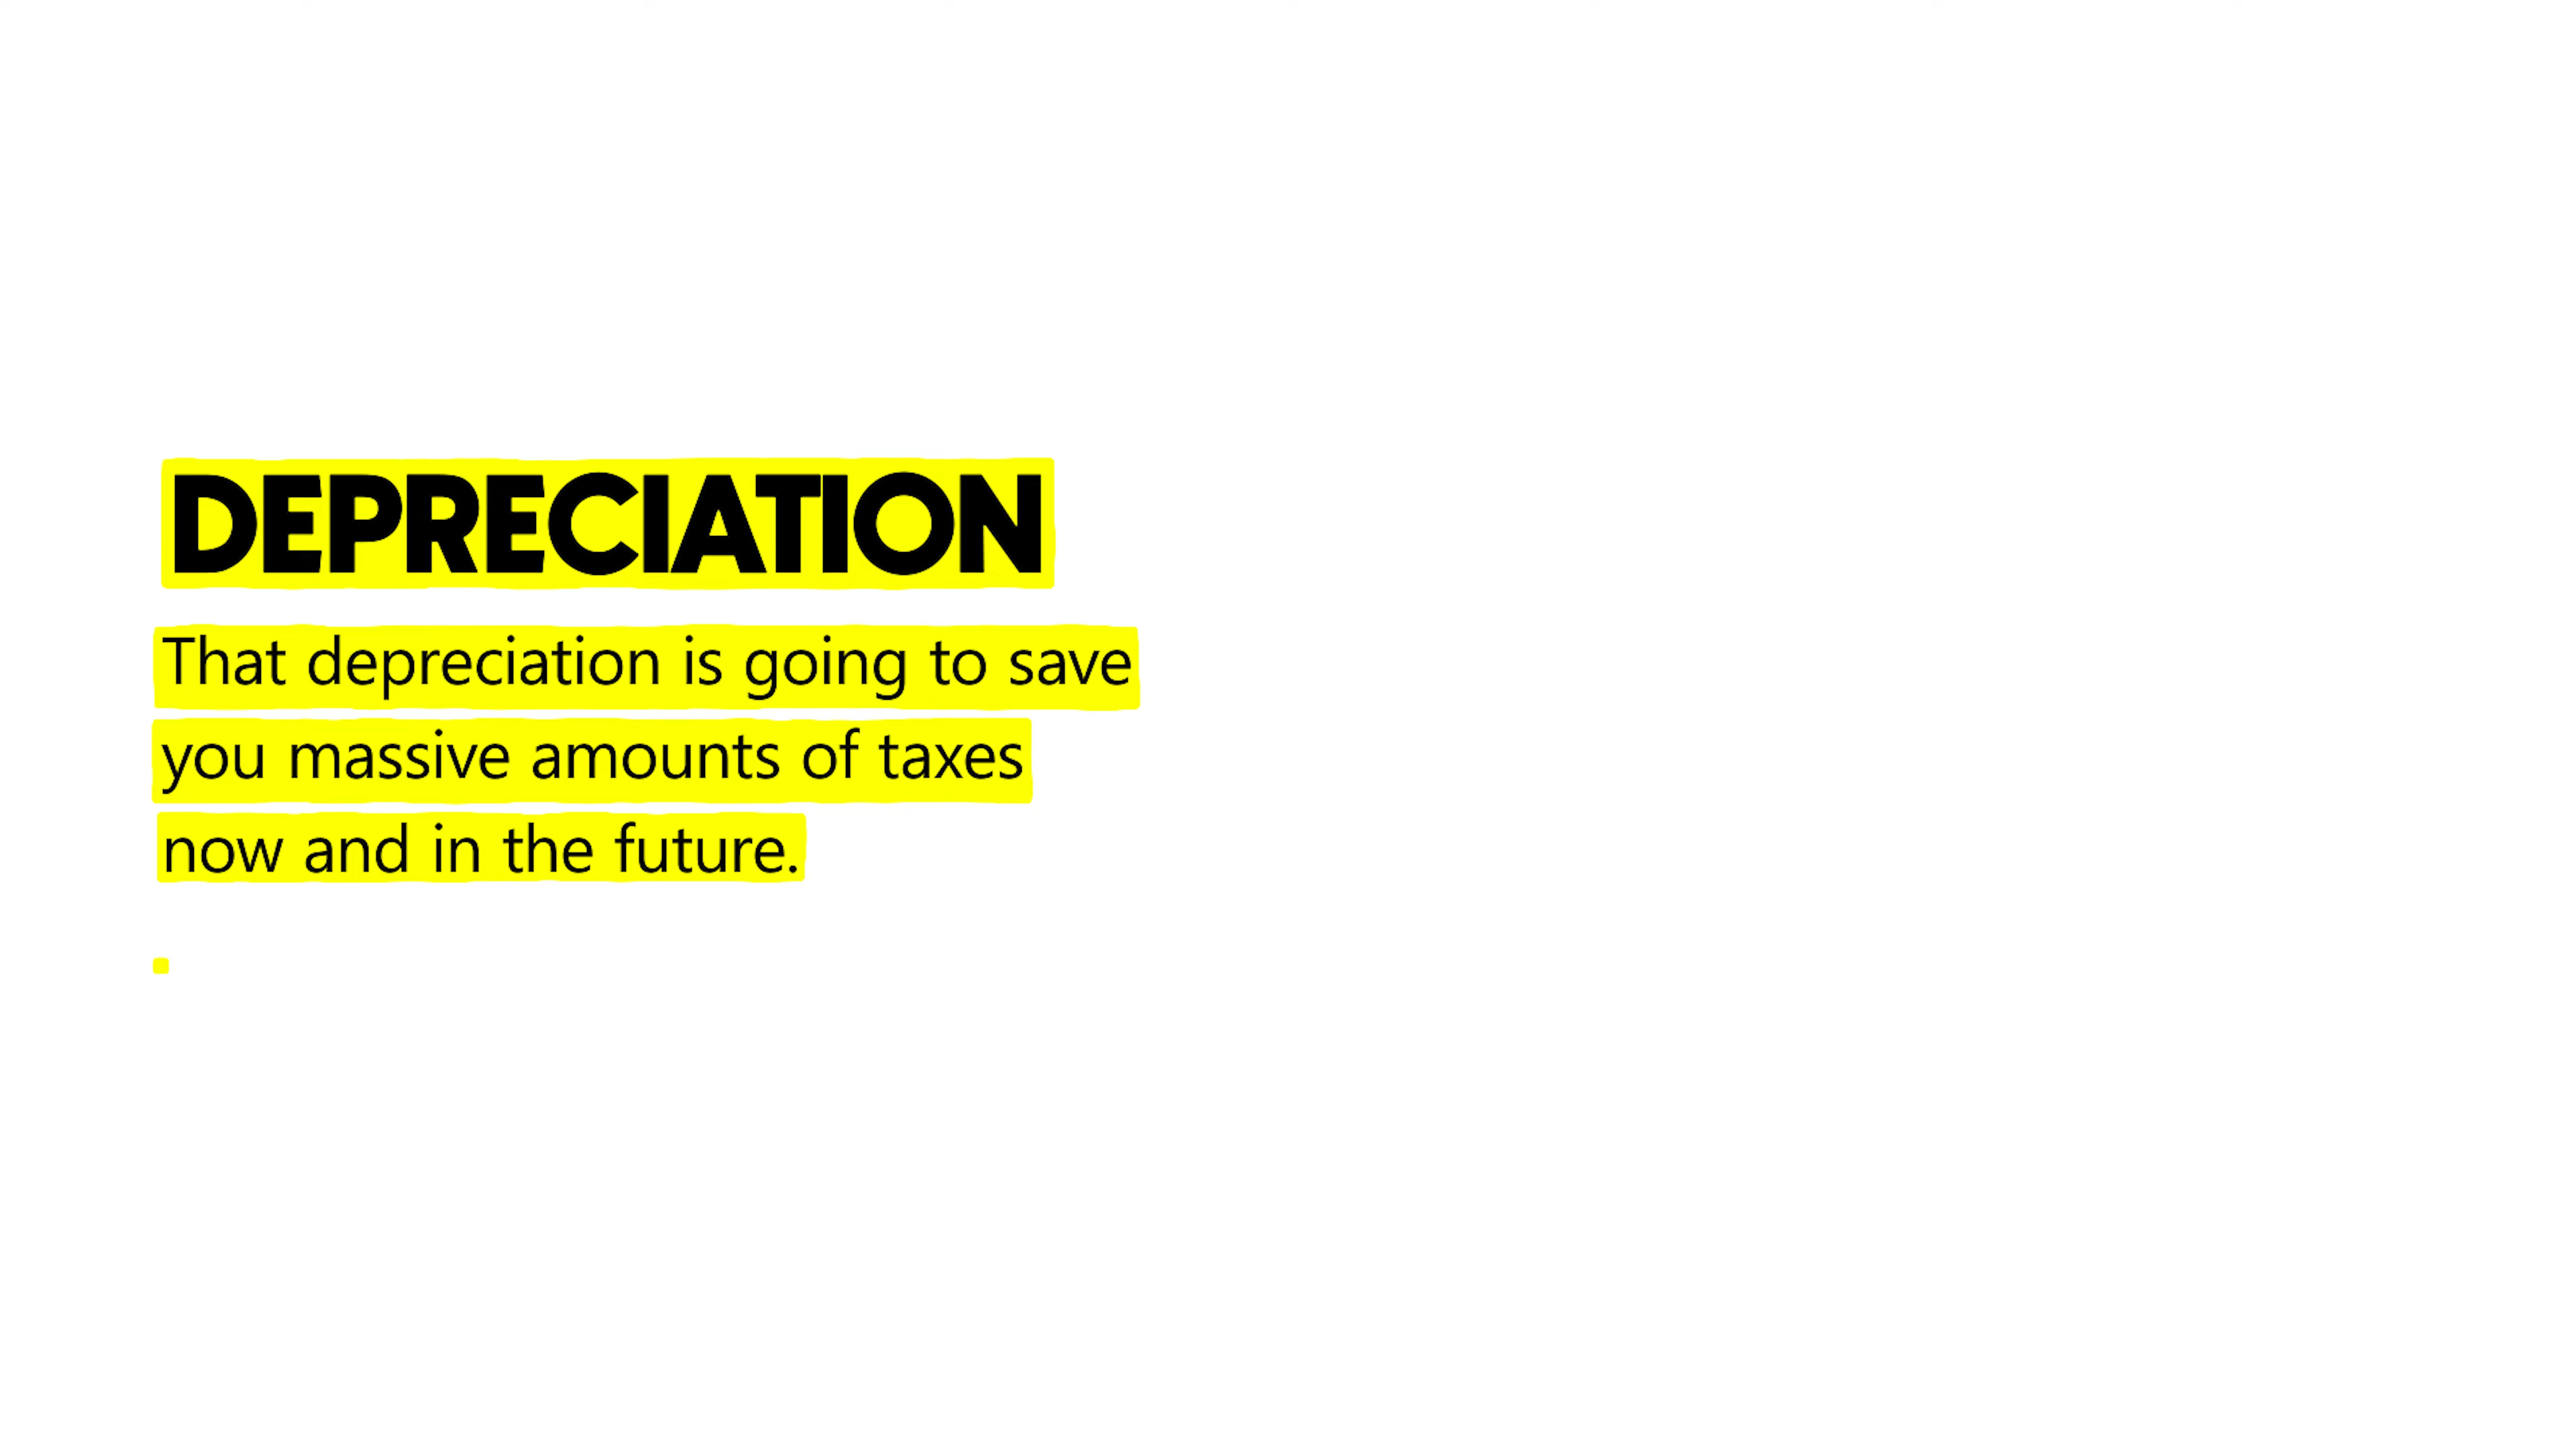 DEPRECIATION
That depreciation is going to save
you massive amounts of taxes
now and in the future.